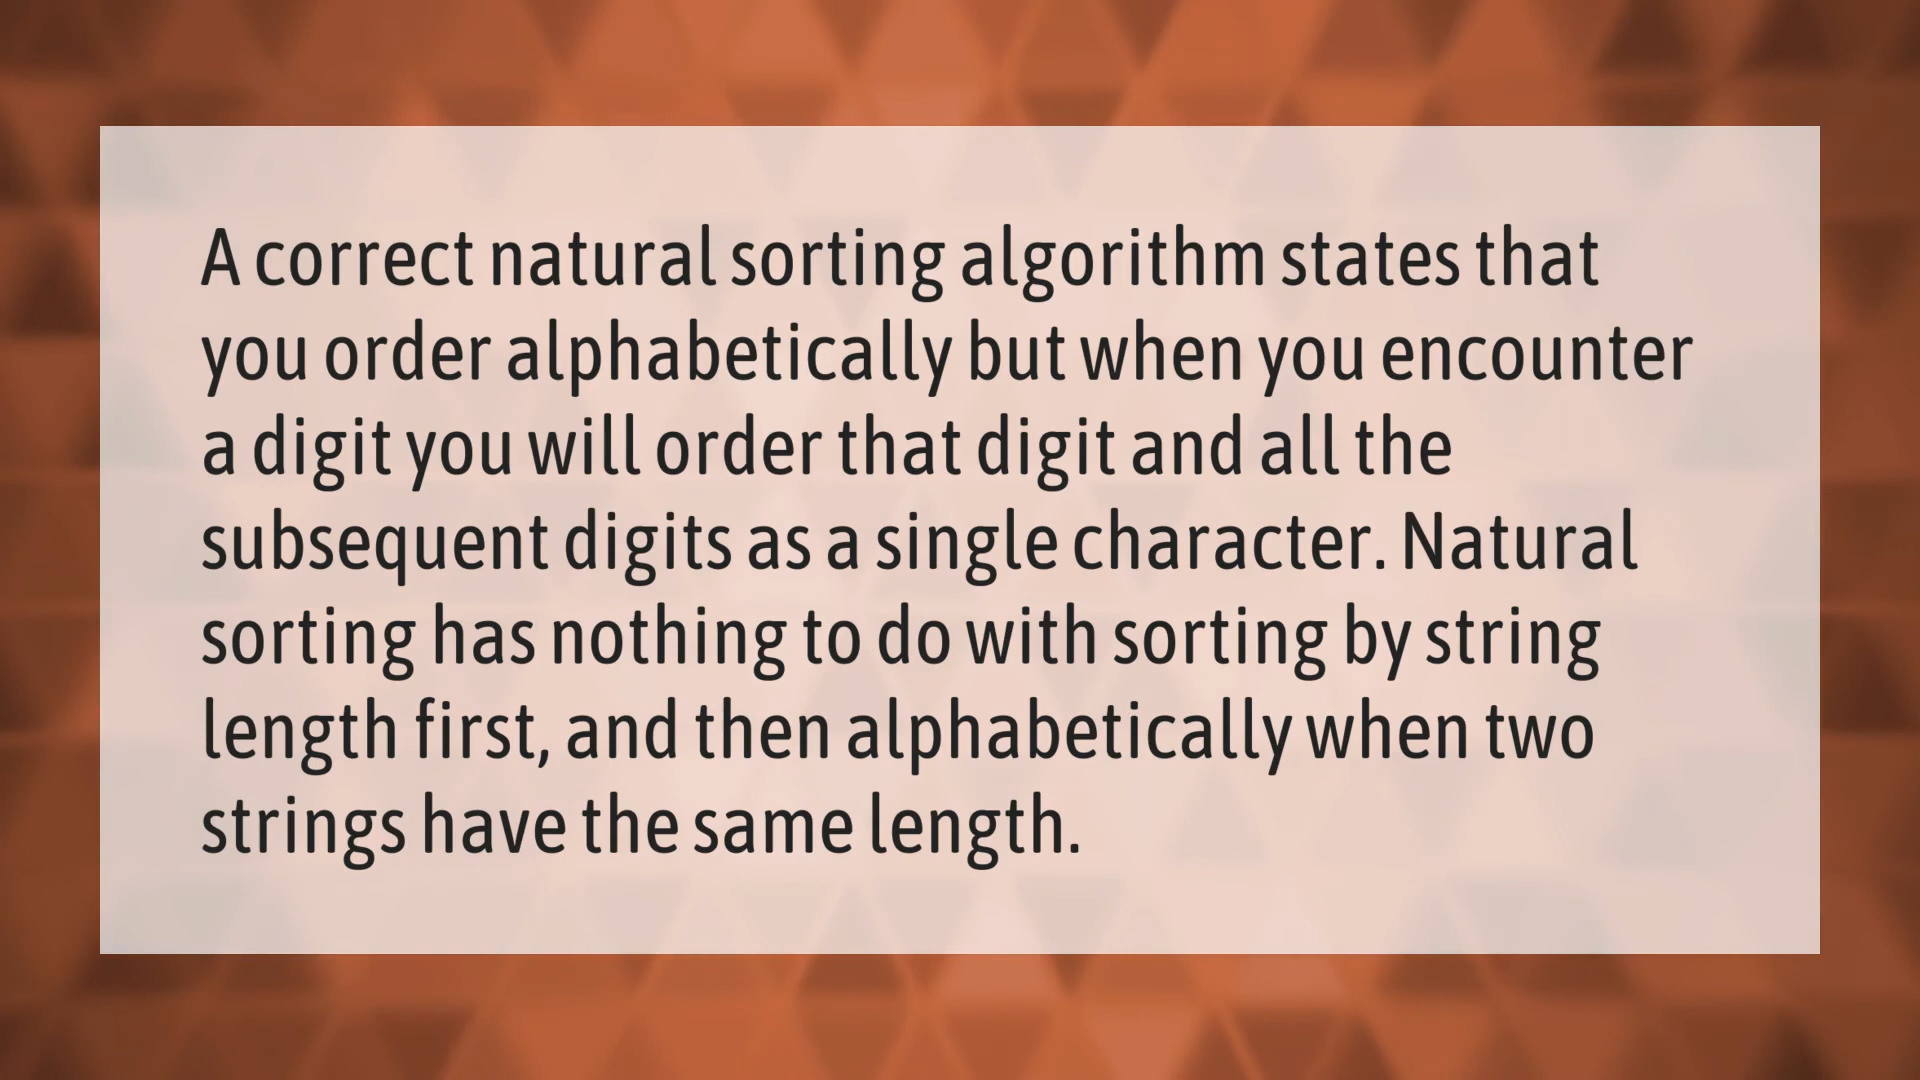 A correct natural sorting algorithm states that
you order alphabetically but when you encounter
a digit you will order that digit and all the
subsequent digits as a single character. Natural
sorting has nothing to do with sorting by string
length first, and then alphabetically when two
strings have the same length.